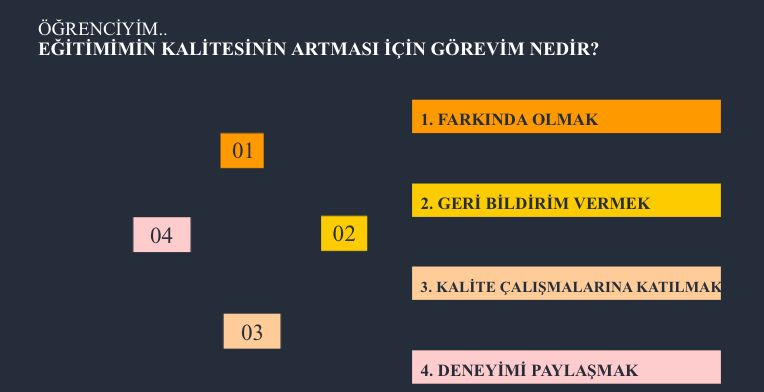 ÖĞRENCİYİM..
EĞİTİMİMİN KALİTESİNİN ARTMASI İÇİN GÖREVİM NEDİR?
01
02
03
04
1. FARKINDA OLMAK
2. GERİ BİLDİRİM VERMEK
3. KALİTE ÇALIŞMALARINA KATILMAK
4. DENEYİMİ PAYLAŞMAK